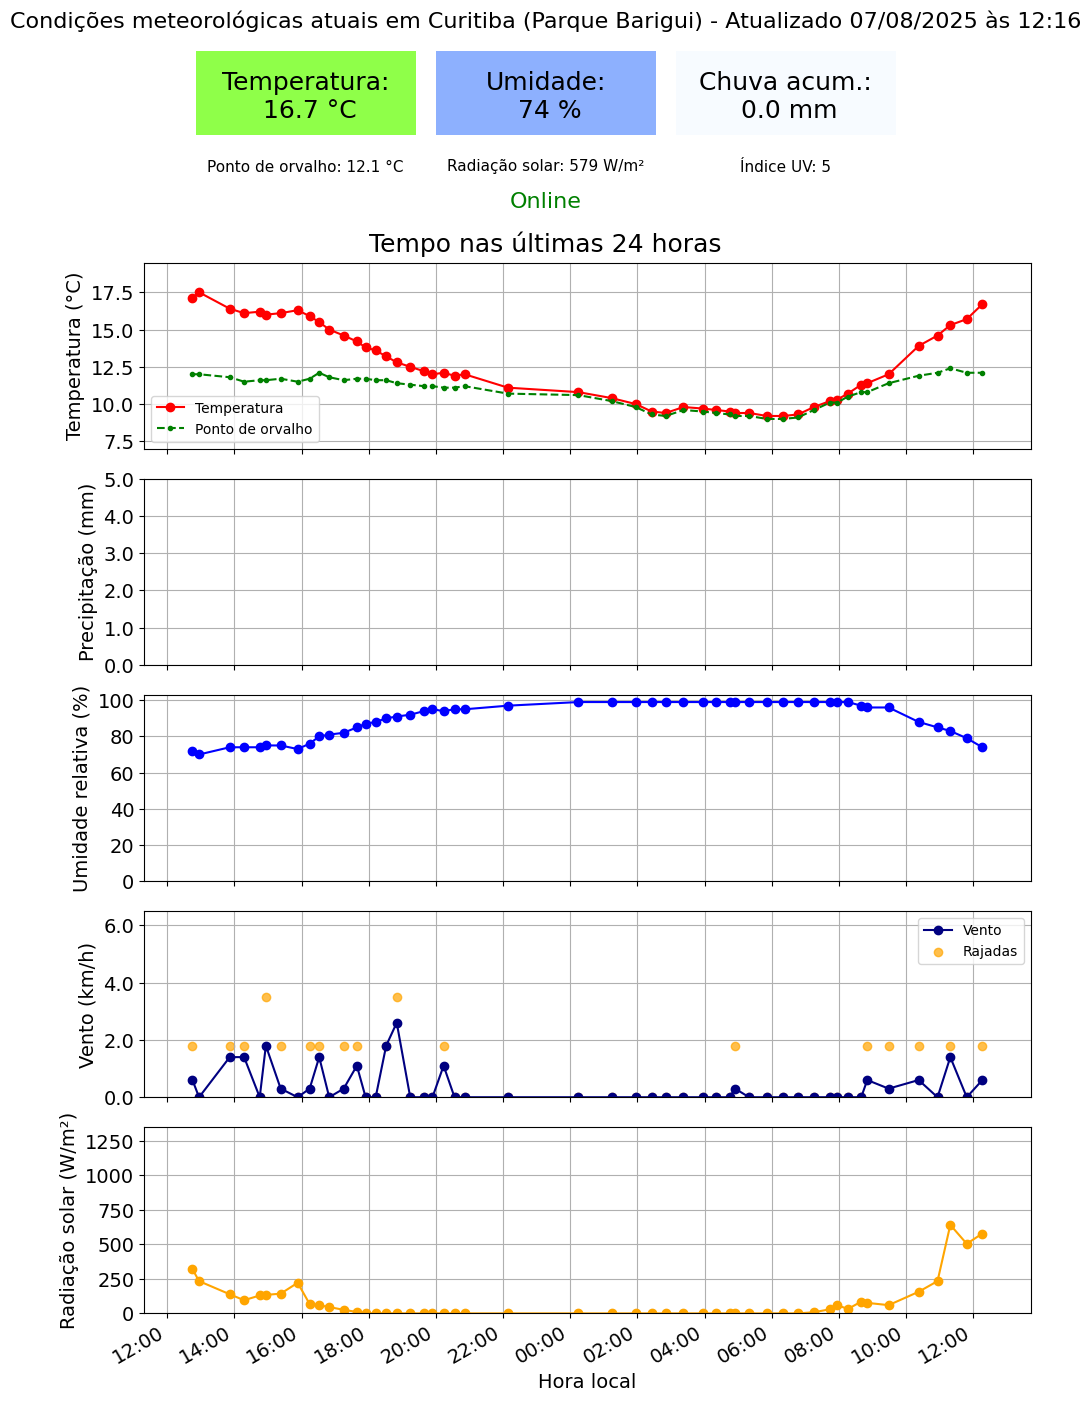 Condições meteorológicas atuais em Curitiba (Parque Barigui) - Atualizado 07/08/2025 às 12:16
Temperatura:
16.7 °C
Umidade:
74 %
Chuva acum.:
0.0 mm
Ponto de orvalho: 12.1 °C
Radiação solar: 579 W/m²
Índice UV: 5
Online
Tempo nas últimas 24 horas
Temperatura (°C)
17.5
15.0
12.5
10.0
7.5
Temperatura
Ponto de orvalho
Precipitação (mm)
5.0
4.0
3.0
2.0
1.0
0.0
Umidade relativa (%)
100
80
60
40
20
0
Vento (km/h)
6.0
4.0
2.0
0.0
Vento
Rajadas
Radiação solar (W/m²)
1250
1000
750
500
250
0
12:00
14:00
16:00
18:00
20:00
22:00
00:00
02:00
04:00
06:00
08:00
10:00
12:00
Hora local